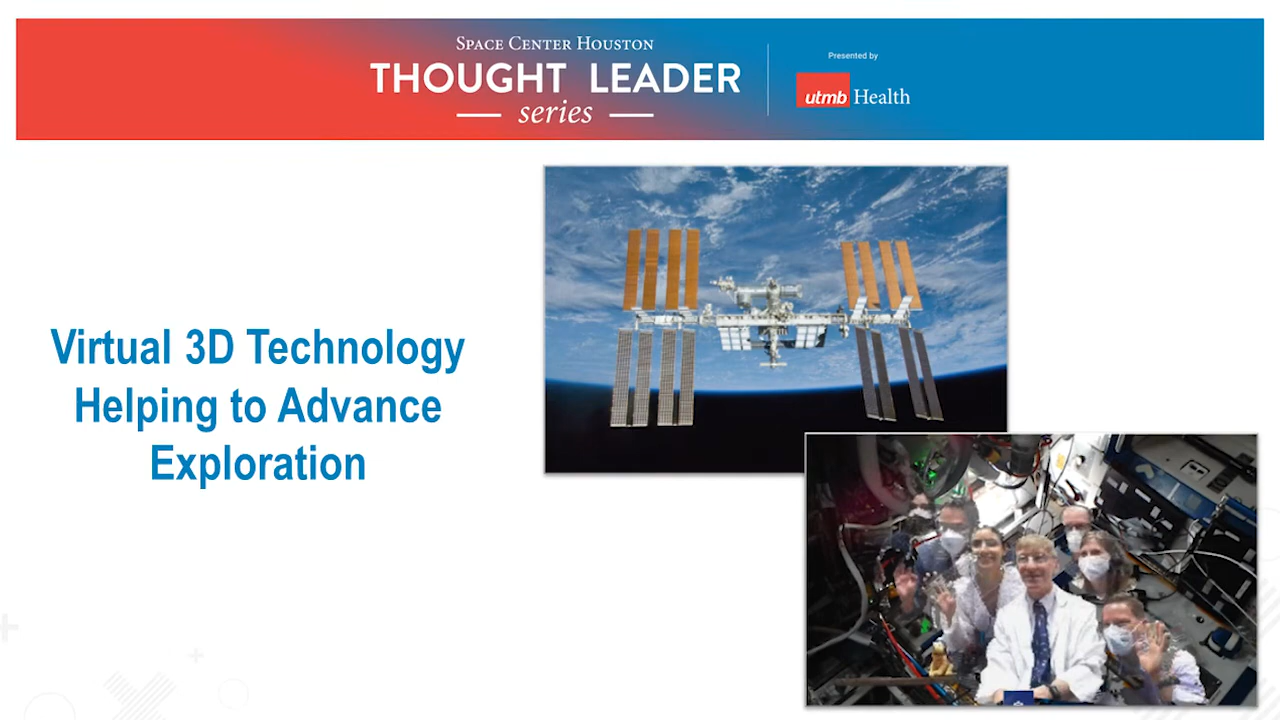 SPACE CENTER HOUSTON
THOUGHT LEADER
series
Presented by
utmb Health
Virtual 3D Technology
Helping to Advance
Exploration